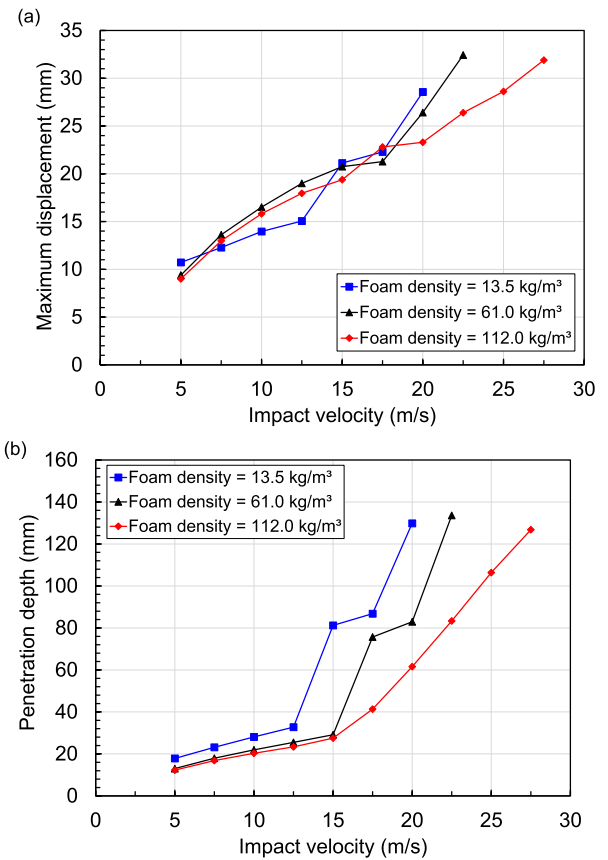 (a)
Maximum displacement (mm)
35
30
25
20
15
10
5
0
Foam density = 13.5 kg/m³
Foam density = 61.0 kg/m³
Foam density = 112.0 kg/m³
0 5 10 15 20 25 30
Impact velocity (m/s)
(b)
Penetration depth (mm)
160
140
120
100
80
60
40
20
0
Foam density = 13.5 kg/m³
Foam density = 61.0 kg/m³
Foam density = 112.0 kg/m³
0 5 10 15 20 25 30
Impact velocity (m/s)